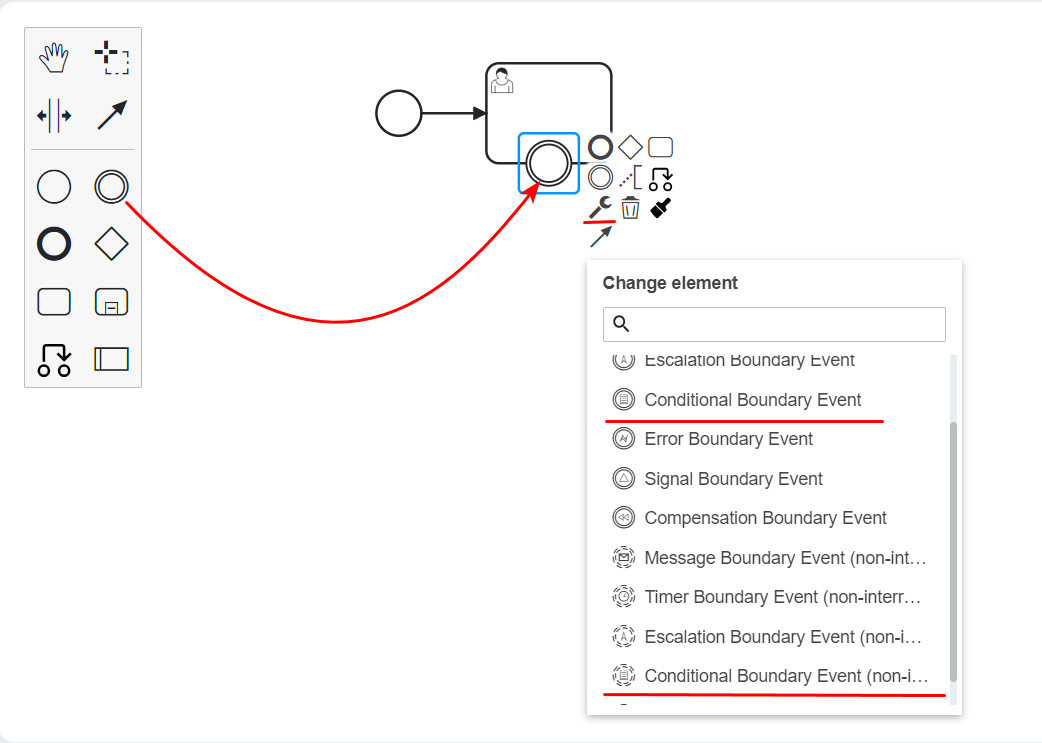 Change element
Escalation Boundary Event
Conditional Boundary Event
Error Boundary Event
Signal Boundary Event
Compensation Boundary Event
Message Boundary Event (non-int…
Timer Boundary Event (non-interr…
Escalation Boundary Event (non-i…
Conditional Boundary Event (non-i…